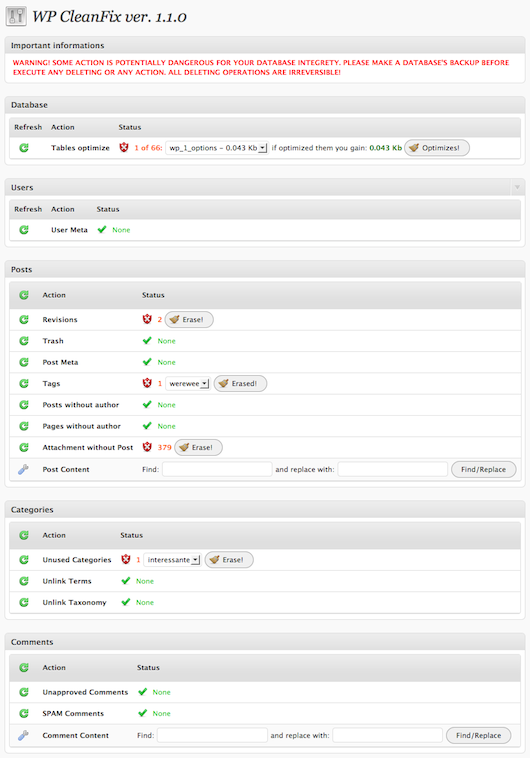 WP CleanFix ver. 1.1.0
Important informations
WARNING! SOME ACTION IS POTENTIALLY DANGEROUS FOR YOUR DATABASE INTEGRETY. PLEASE MAKE A DATABASE'S BACKUP BEFORE
EXECUTE ANY DELETING OR ANY ACTION. ALL DELETING OPERATIONS ARE IRREVERSIBLE!
Database
Refresh Action Status
Tables optimize 1 of 66: wp_1_options - 0.043 Kb if optimized them you gain: 0.043 Kb Optimizes!
Users
Refresh Action Status
User Meta None
Posts
Action Status
Revisions 2 Erase!
Trash None
Post Meta None
Tags 1 werewee Erased!
Posts without author None
Pages without author None
Attachment without Post 379 Erase!
Post Content Find: and replace with: Find/Replace
Categories
Action Status
Unused Categories 1 interessante Erase!
Unlink Terms None
Unlink Taxonomy None
Comments
Action Status
Unapproved Comments None
SPAM Comments None
Comment Content Find: and replace with: Find/Replace